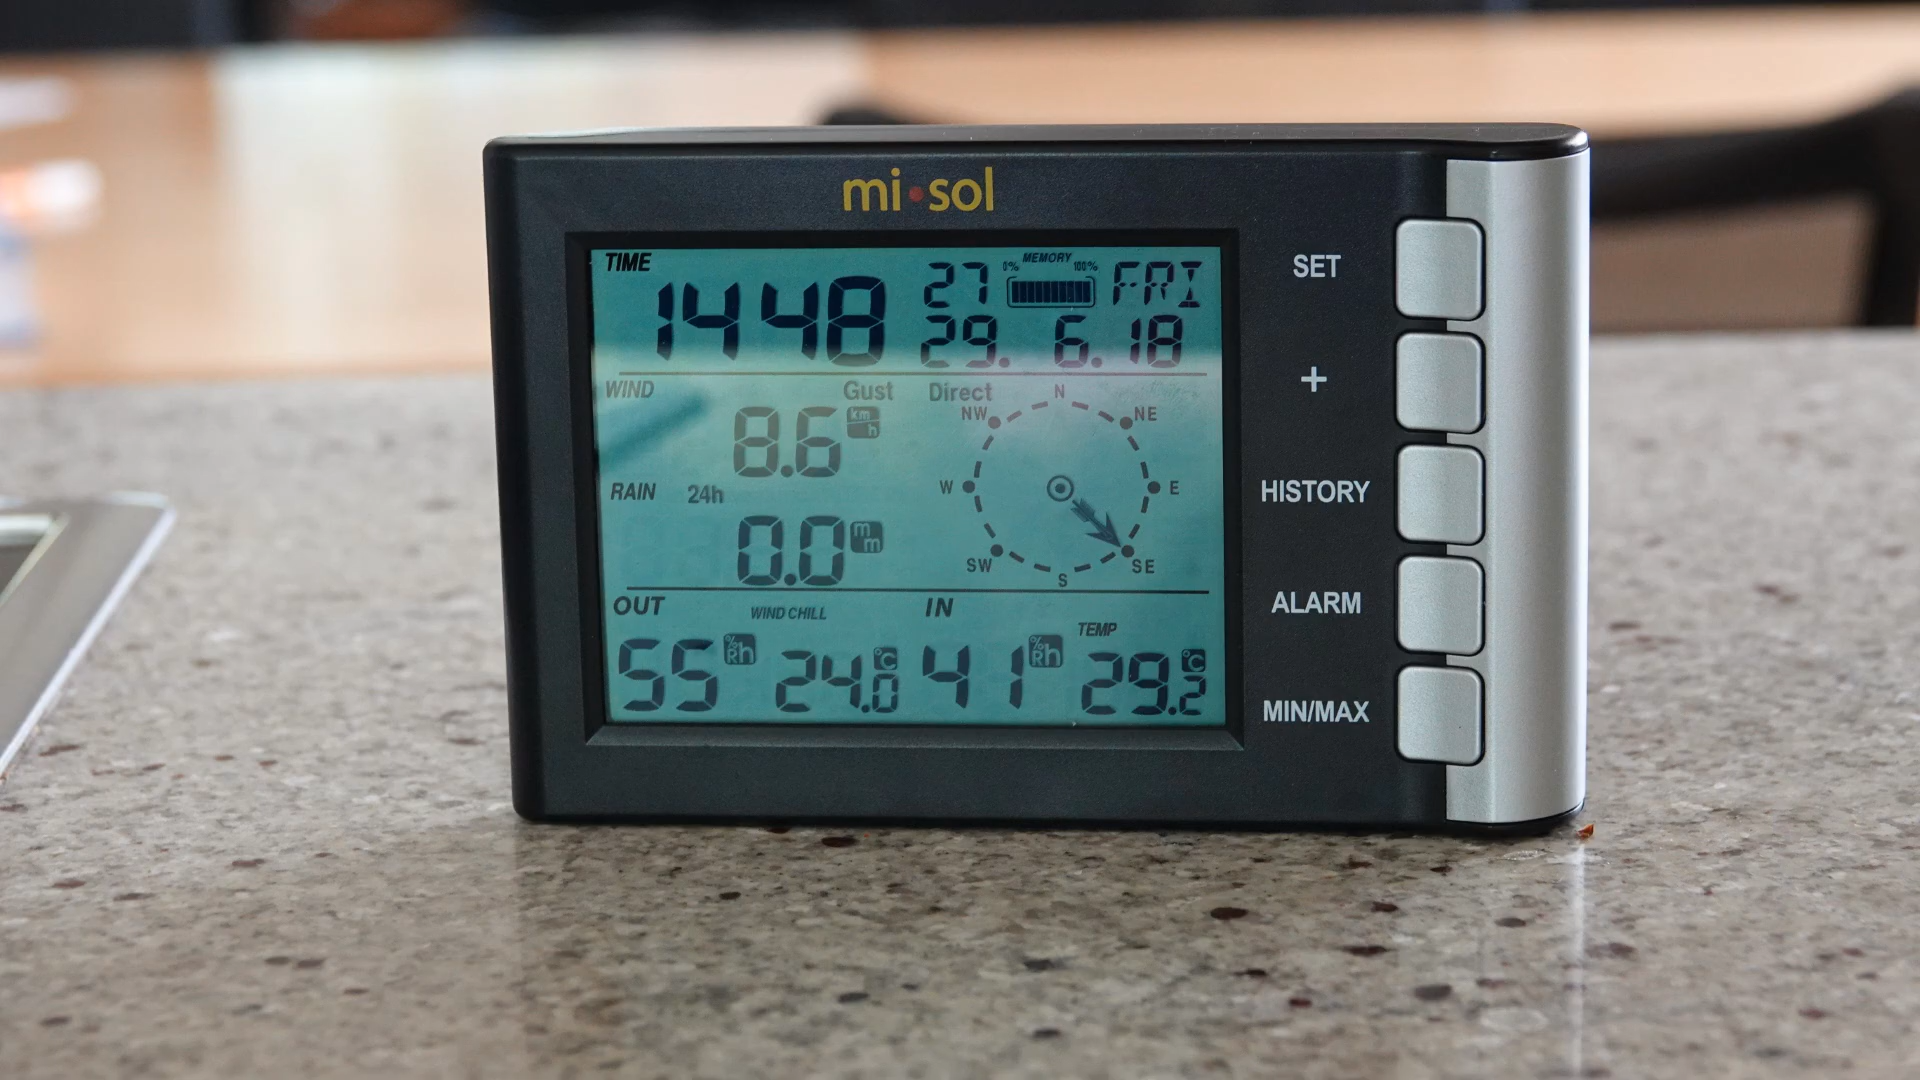 mi•sol
TIME
14 48
27
0%
MEMORY
100%
FRI
29. 6. 18
WIND
Gust
8.6 km/h
Direct
N
NW
NE
W
E
SW
SE
S
RAIN 24h
0.0 mm
OUT
WIND CHILL
55 %Rh
24.0 °C
IN
TEMP
41 %Rh
29.2 °C
SET
+
HISTORY
ALARM
MIN/MAX